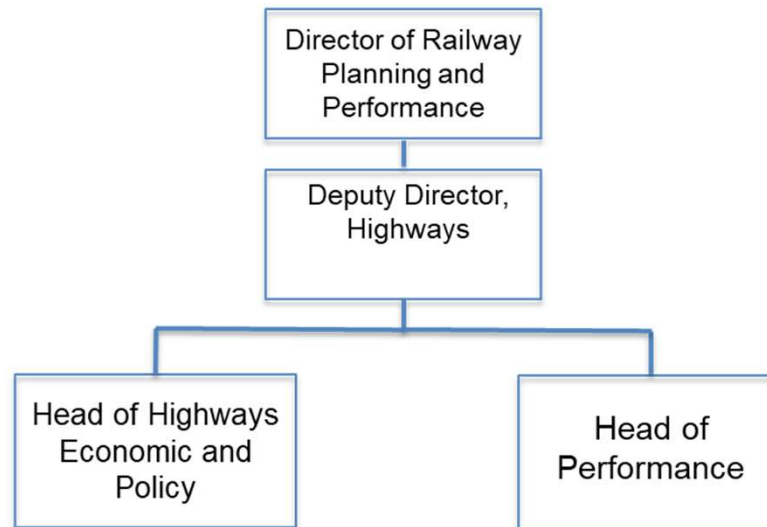 Director of Railway
Planning and
Performance
Deputy Director,
Highways
Head of Highways
Economic and
Policy
Head of
Performance